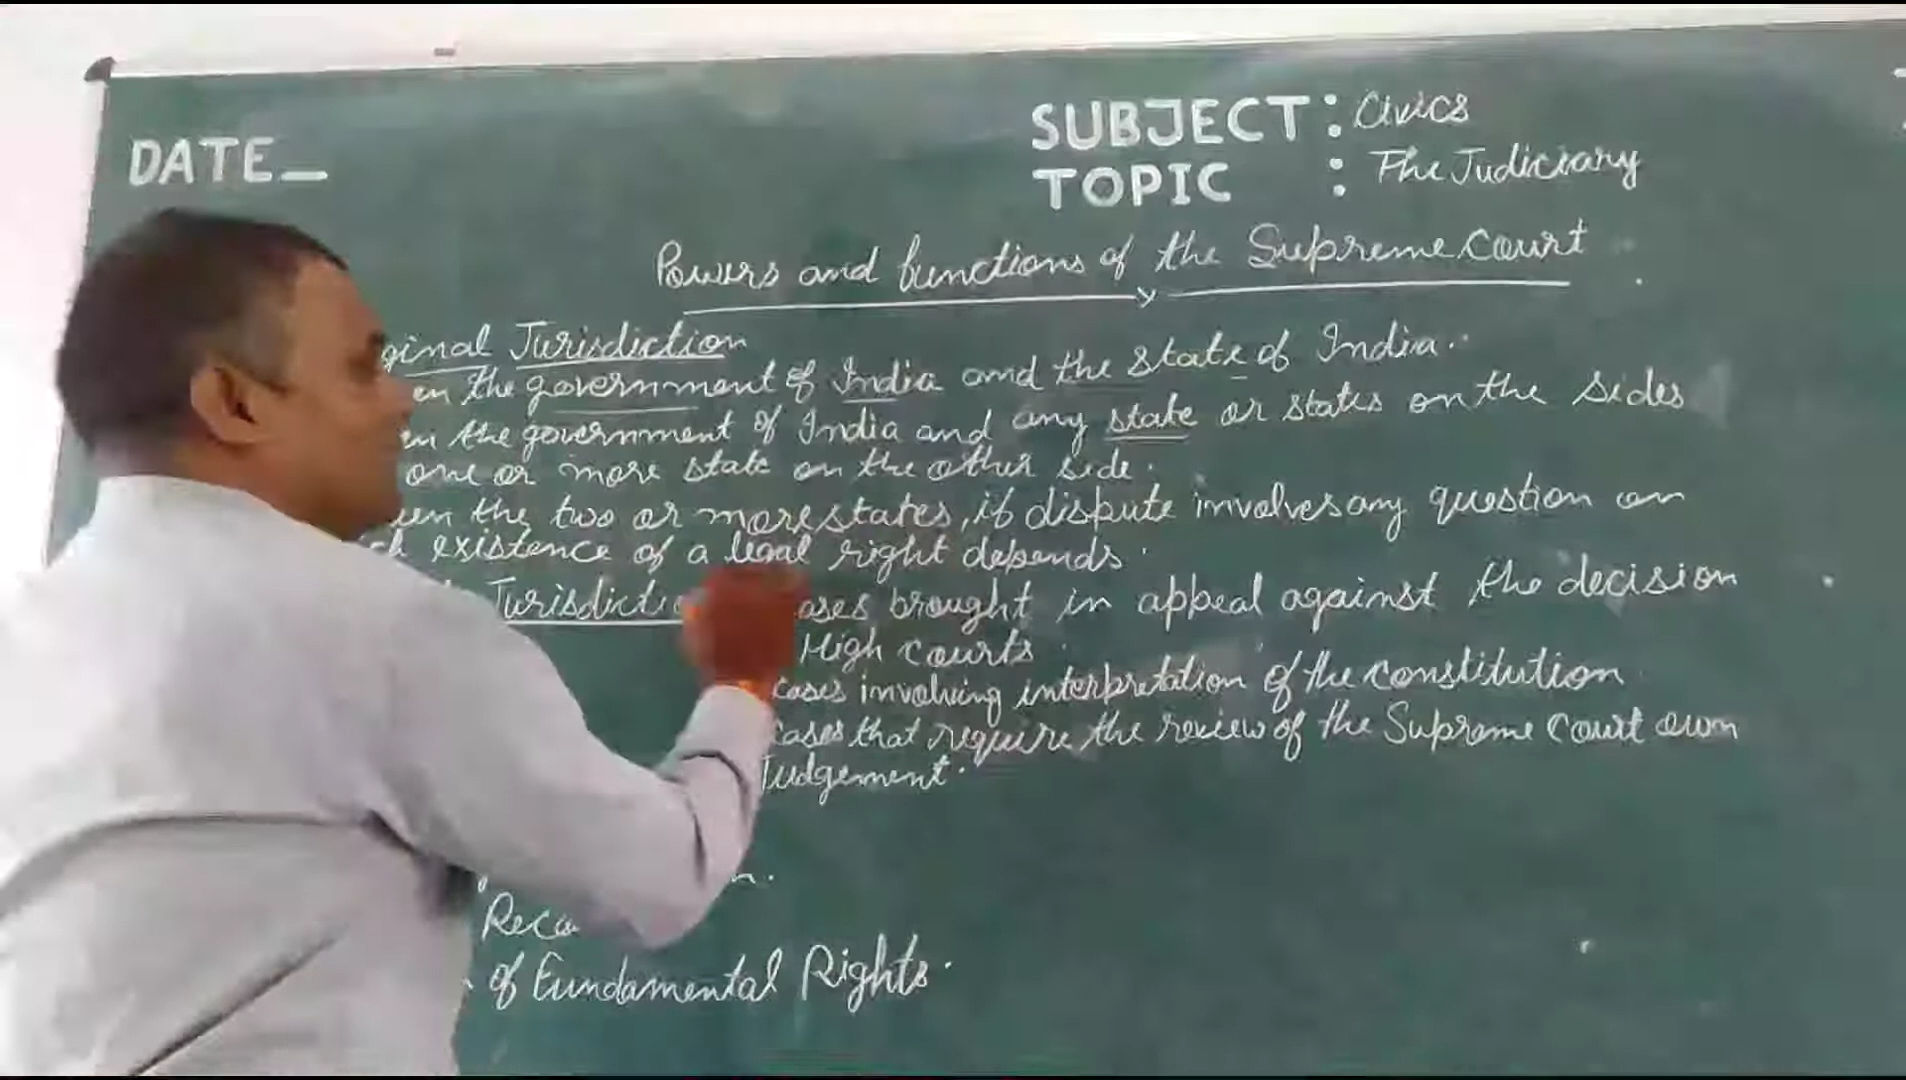 DATE_
SUBJECT : Civics
TOPIC : The Judiciary
Powers and functions of the Supreme Court
ginal Jurisdiction
en the government of India and the state of India.
en the government of India and any state or states on the sides
one or more state on the other side.
een the two or more states, if dispute involves any question on
ch existence of a legal right depends.
Jurisdicti ases brought in appeal against the decision
High courts.
cases involving interpretation of the constitution
cases that require the review of the Supreme Court own
Judgement.
n.
Reco
of Fundamental Rights.